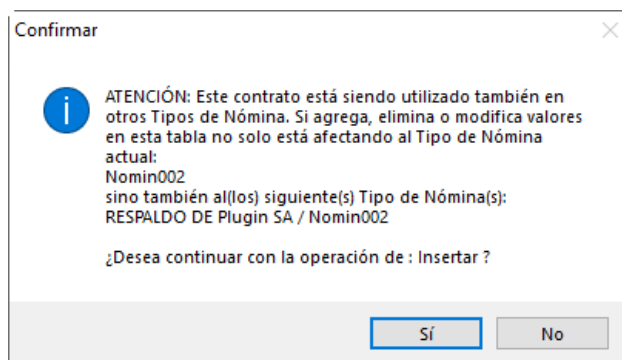 Confirmar
ATENCIÓN: Este contrato está siendo utilizado también en
otros Tipos de Nómina. Si agrega, elimina o modifica valores
en esta tabla no solo está afectando al Tipo de Nómina
actual:
Nomin002
sino también al(los) siguiente(s) Tipo de Nómina(s):
RESPALDO DE Plugin SA / Nomin002
¿Desea continuar con la operación de : Insertar ?
Sí
No